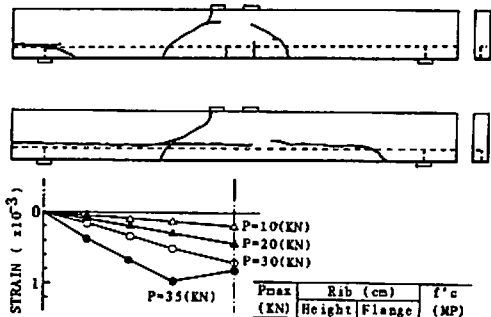 STRAIN ( x10⁻³ )
0
1
P=10(KN)
P=20(KN)
P=30(KN)
P=35(KN)
Pmax Rib (cm) f'c
(KN) Height Flange (MP)